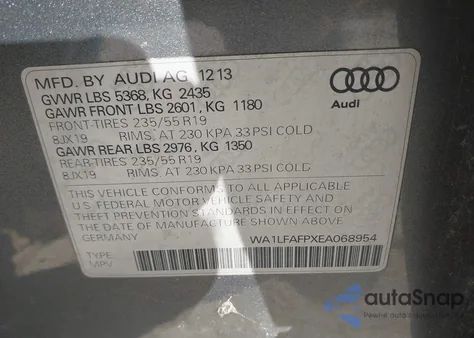 MFD. BY AUDI AG 12 13
GVWR LBS 5368, KG 2435
GAWR FRONT LBS 2601, KG 1180
FRONT-TIRES 235/55 R19
8JX19 RIMS, AT 230 KPA 33 PSI COLD
GAWR REAR LBS 2976, KG 1350
REAR-TIRES 235/55 R19
8JX19 RIMS, AT 230 KPA 33 PSI COLD
THIS VEHICLE CONFORMS TO ALL APPLICABLE
U.S. FEDERAL MOTOR VEHICLE SAFETY AND
THEFT PREVENTION STANDARDS IN EFFECT ON
THE DATE OF MANUFACTURE SHOWN ABOVE.
GERMANY WA1LFAFPXEA068954
TYPE:
MPV
Audi
autoSnap